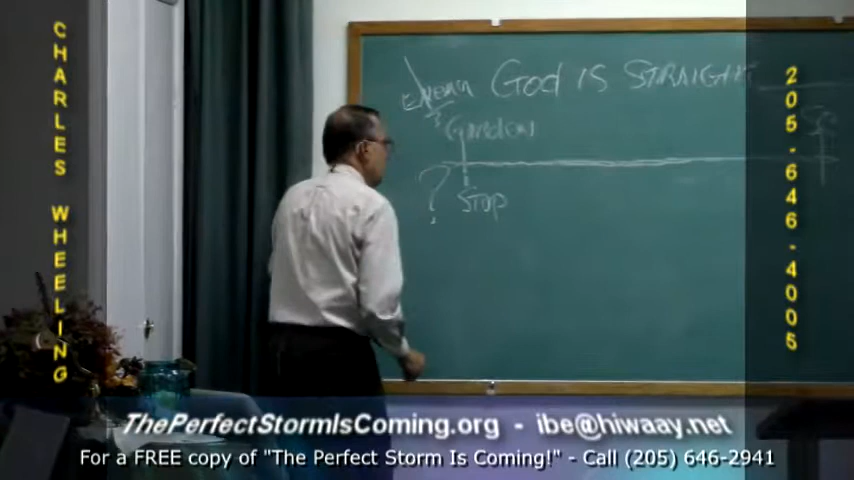 CHARLES WHEELING
GOD IS STRAIGHT
?
STOP
205-646-4005
ThePerfectStormIsComing.org - ibe@hiwaay.net
For a FREE copy of "The Perfect Storm Is Coming!" - Call (205) 646-2941